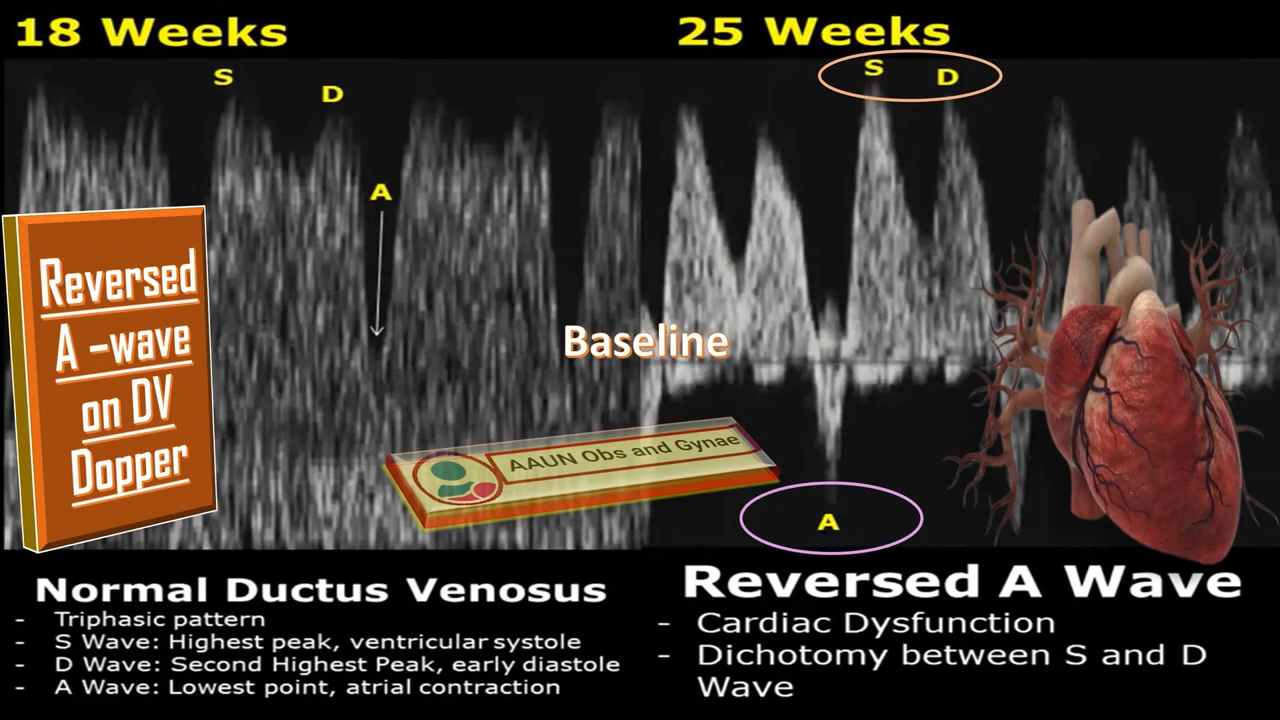 18 Weeks
S
D
A
25 Weeks
S D
A
Reversed
A –wave
on DV
Dopper
Baseline
AAUN Obs and Gynae
Normal Ductus Venosus
- Triphasic pattern
- S Wave: Highest peak, ventricular systole
- D Wave: Second Highest Peak, early diastole
- A Wave: Lowest point, atrial contraction
Reversed A Wave
- Cardiac Dysfunction
- Dichotomy between S and D
Wave